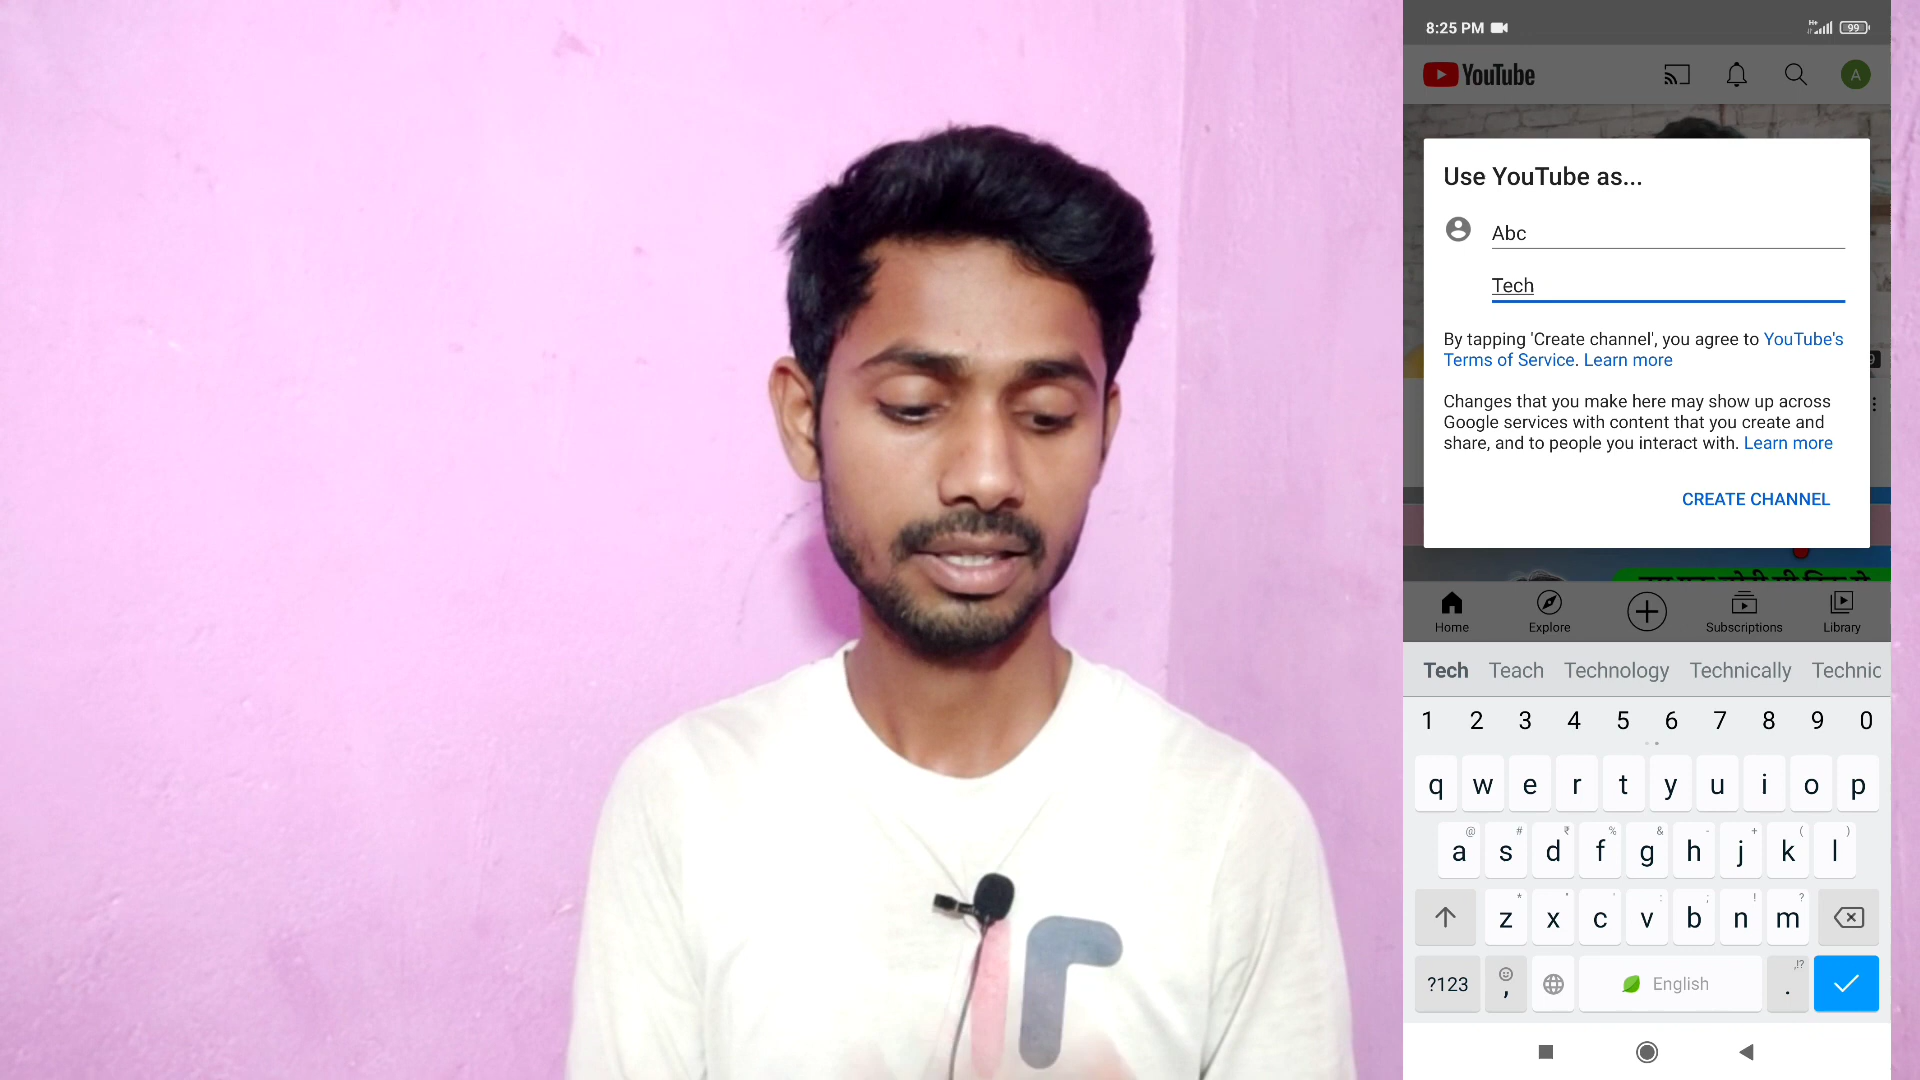 8:25 PM
H+
99
YouTube
A
Use YouTube as...
Abc
Tech
By tapping 'Create channel', you agree to YouTube's
Terms of Service. Learn more
Changes that you make here may show up across
Google services with content that you create and
share, and to people you interact with. Learn more
CREATE CHANNEL
Home
Explore
Subscriptions
Library
Tech Teach Technology Technically Technic
1 2 3 4 5 6 7 8 9 0
q w e r t y u i o p
@ # ₹ % & - + ( )
a s d f g h j k l
* " ' : ; ! ?
z x c v b n m
?123 , English . ,!?